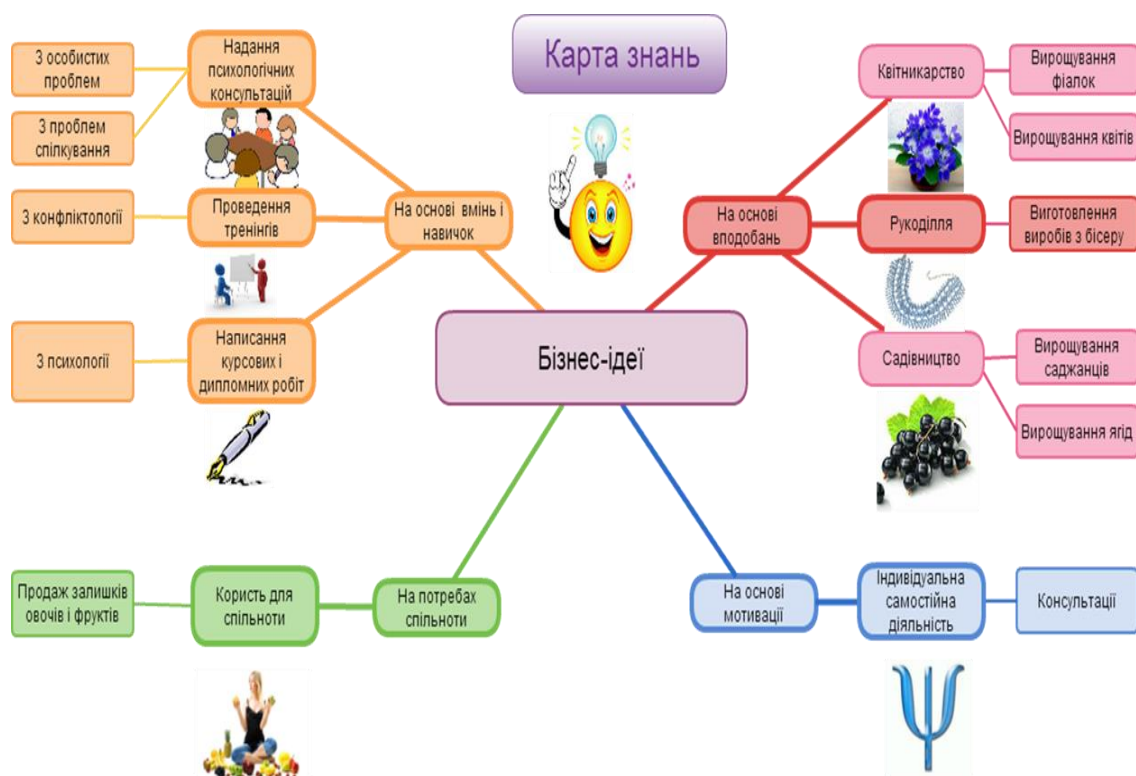 Карта знань
Надання
психологічних
консультацій
З особистих
проблем
З проблем
спілкування
Проведення
тренінгів
З конфліктології
Написання
курсових і
дипломних робіт
З психології
На основі вмінь і
навичок
Бізнес-ідеї
На основі
вподобань
Квітникарство
Вирощування
фіалок
Вирощування квітів
Рукоділля
Виготовлення
виробів з бісеру
Садівництво
Вирощування
саджанців
Вирощування ягід
На потребах
спільноти
Користь для
спільноти
Продаж залишків
овочів і фруктів
На основі
мотивації
Індивідуальна
самостійна
діяльність
Консультації